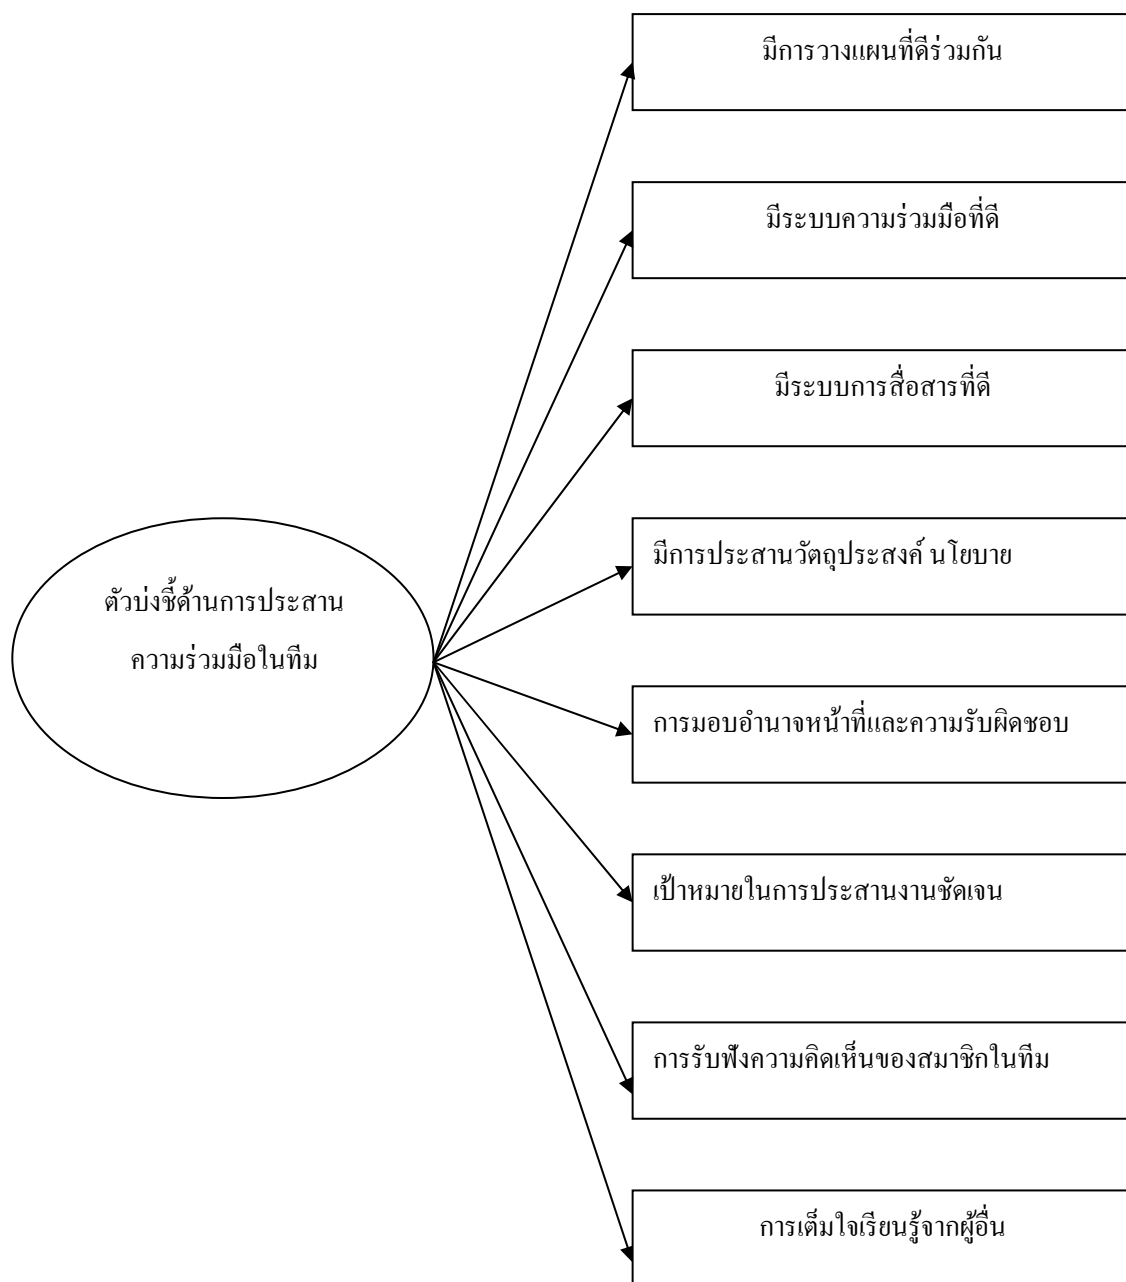 มีการวางแผนที่ดีร่วมกัน
มีระบบความร่วมมือที่ดี
มีระบบการสื่อสารที่ดี
มีการประสานวัตถุประสงค์ นโยบาย
ตัวบ่งชี้ด้านการประสาน
ความร่วมมือในทีม
การมอบอำนาจหน้าที่และความรับผิดชอบ
เป้าหมายในการประสานงานชัดเจน
การรับฟังความคิดเห็นของสมาชิกในทีม
การเต็มใจเรียนรู้จากผู้อื่น